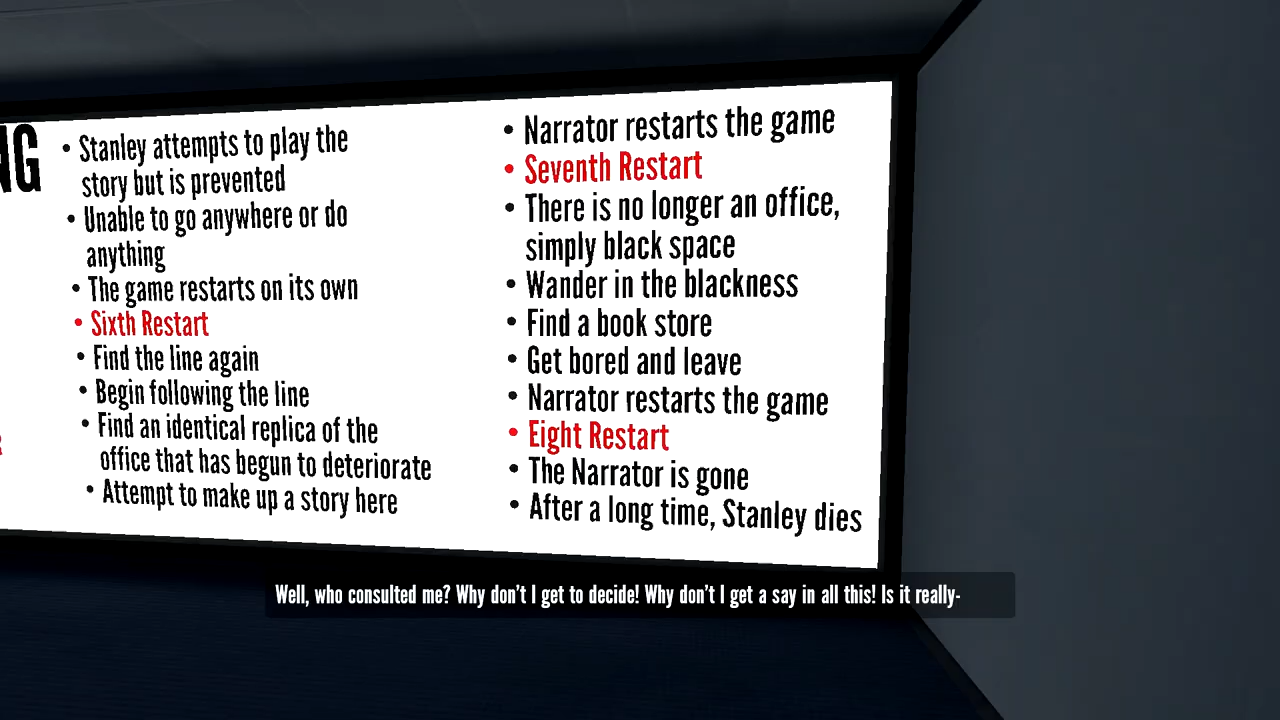 NG
• Stanley attempts to play the
story but is prevented
• Unable to go anywhere or do
anything
• The game restarts on its own
• Sixth Restart
• Find the line again
• Begin following the line
• Find an identical replica of the
office that has begun to deteriorate
• Attempt to make up a story here
• Narrator restarts the game
• Seventh Restart
• There is no longer an office,
simply black space
• Wander in the blackness
• Find a book store
• Get bored and leave
• Narrator restarts the game
• Eight Restart
• The Narrator is gone
• After a long time, Stanley dies
Well, who consulted me? Why don't I get to decide! Why don't I get a say in all this! Is it really-